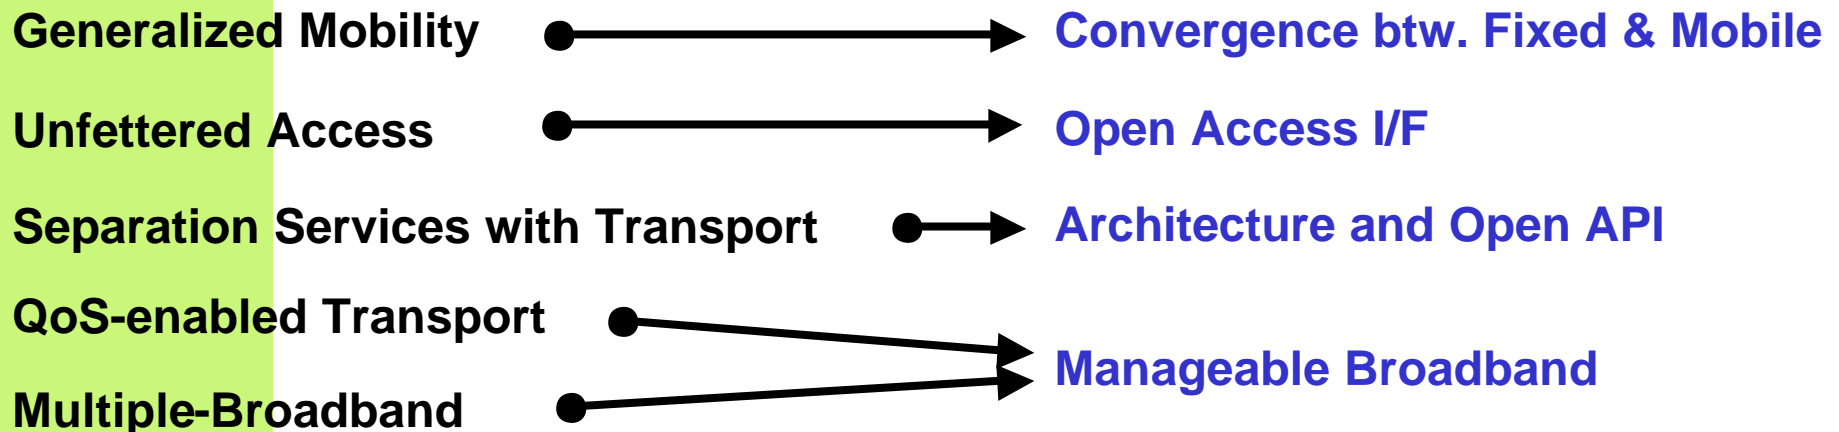 Generalized Mobility
Convergence btw. Fixed & Mobile
Unfettered Access
Open Access I/F
Separation Services with Transport
Architecture and Open API
QoS-enabled Transport
Manageable Broadband
Multiple-Broadband